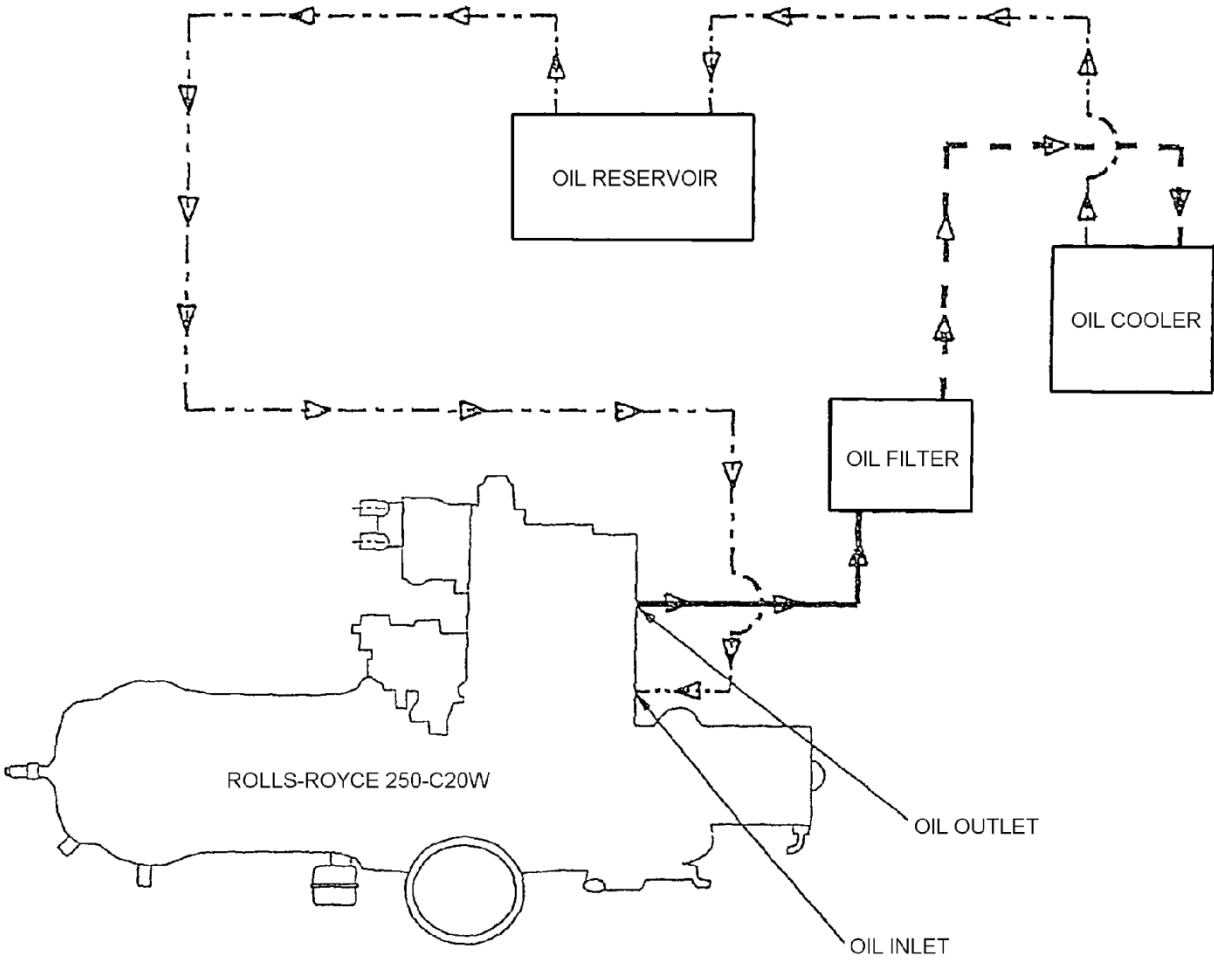 OIL RESERVOIR
OIL COOLER
OIL FILTER
ROLLS-ROYCE 250-C20W
OIL OUTLET
OIL INLET